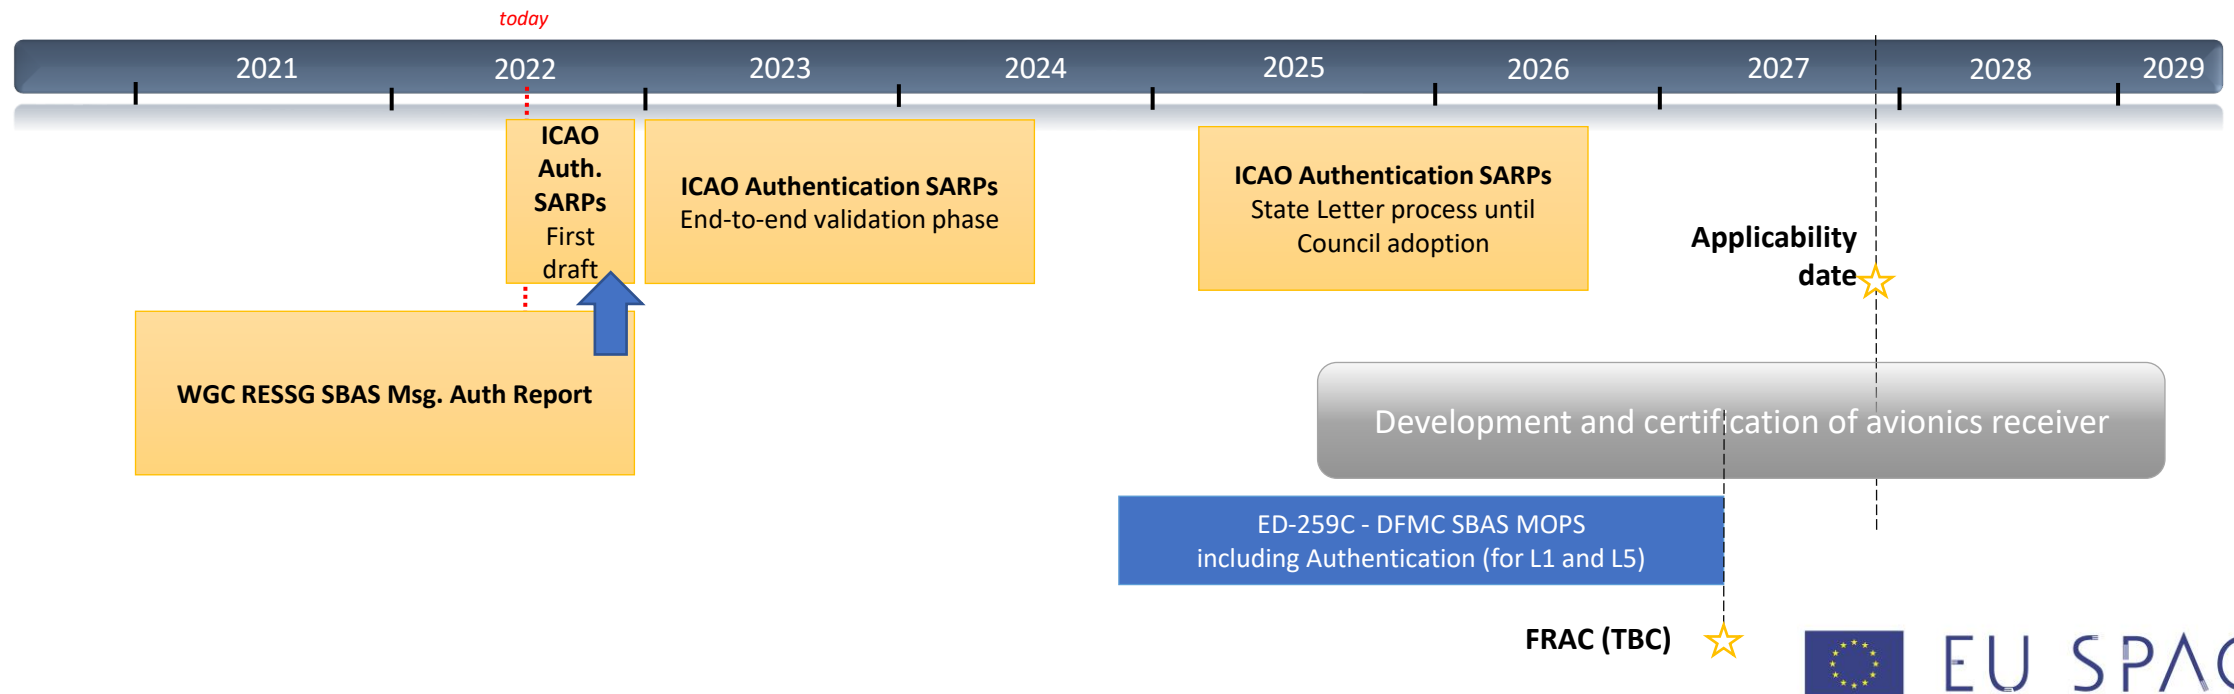 today
2021 2022 2023 2024 2025 2026 2027 2028 2029
ICAO
Auth.
SARPs
First
draft
ICAO Authentication SARPs
End-to-end validation phase
ICAO Authentication SARPs
State Letter process until
Council adoption
Applicability
date
WGC RESSG SBAS Msg. Auth Report
Development and certification of avionics receiver
ED-259C - DFMC SBAS MOPS
including Authentication (for L1 and L5)
FRAC (TBC)
EU SPA